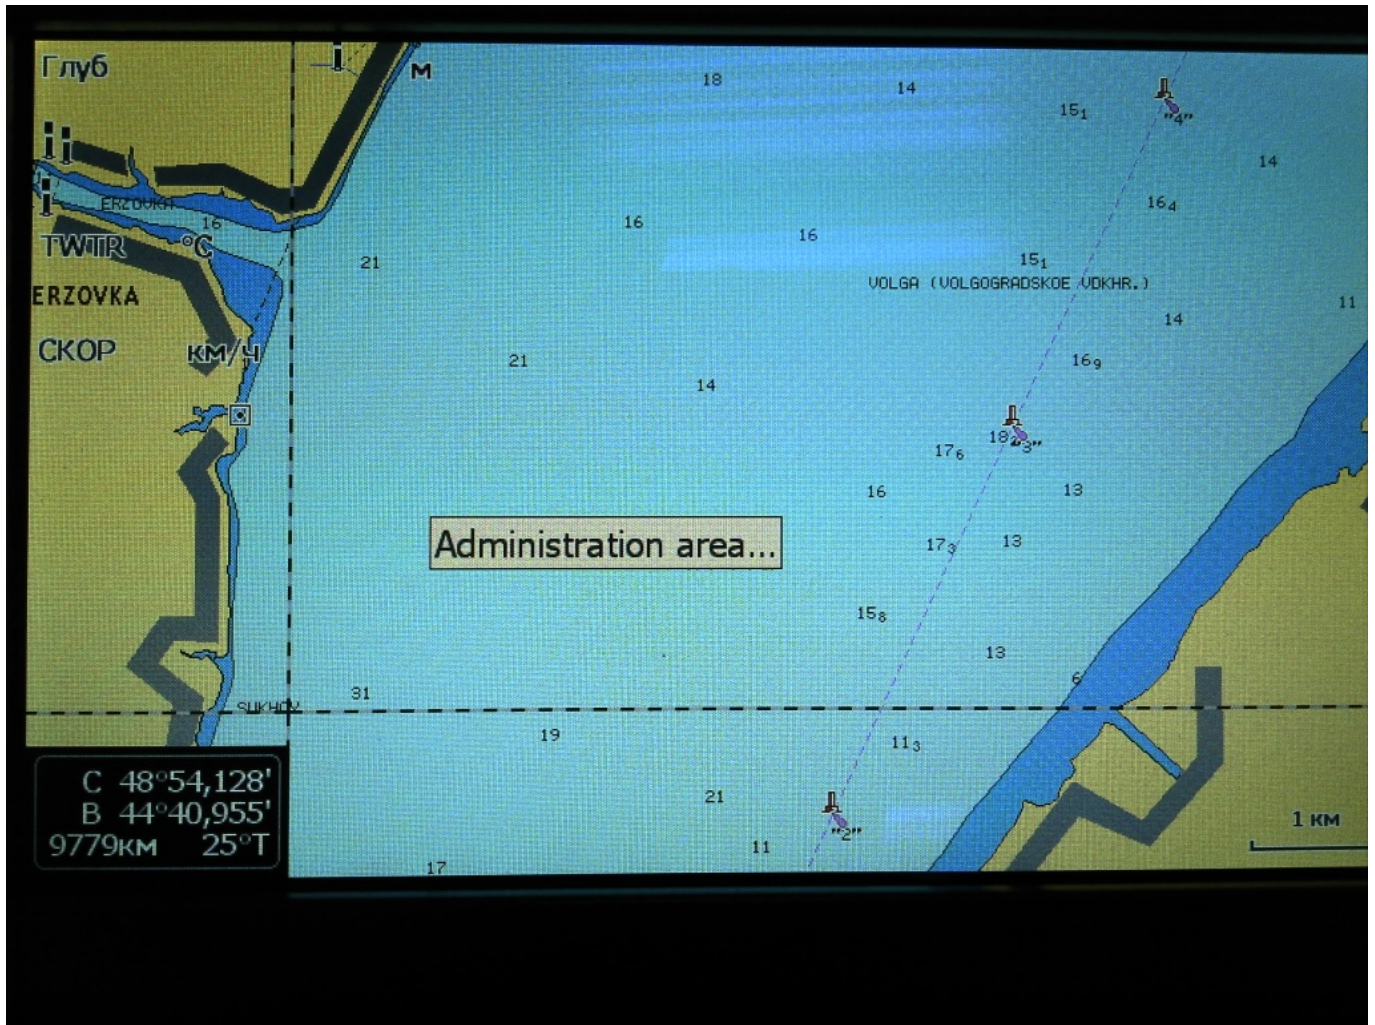 Глуб
м
18
14
15₁
"4"
14
ERZOVKA
16
16₄
16
16
TWTR °C
21
15₁
VOLGA (VOLGOGRADSKOE VDKHR.)
ERZOVKA
11
14
СКОР км/ч
21
16₉
14
18₂
"3"
17₆
16
13
Administration area...
17₃
13
15₈
13
6
31
SUKHOY
19
11₃
С 48°54,128'
21
В 44°40,955'
"2"
1 км
9779км 25°T
11
17